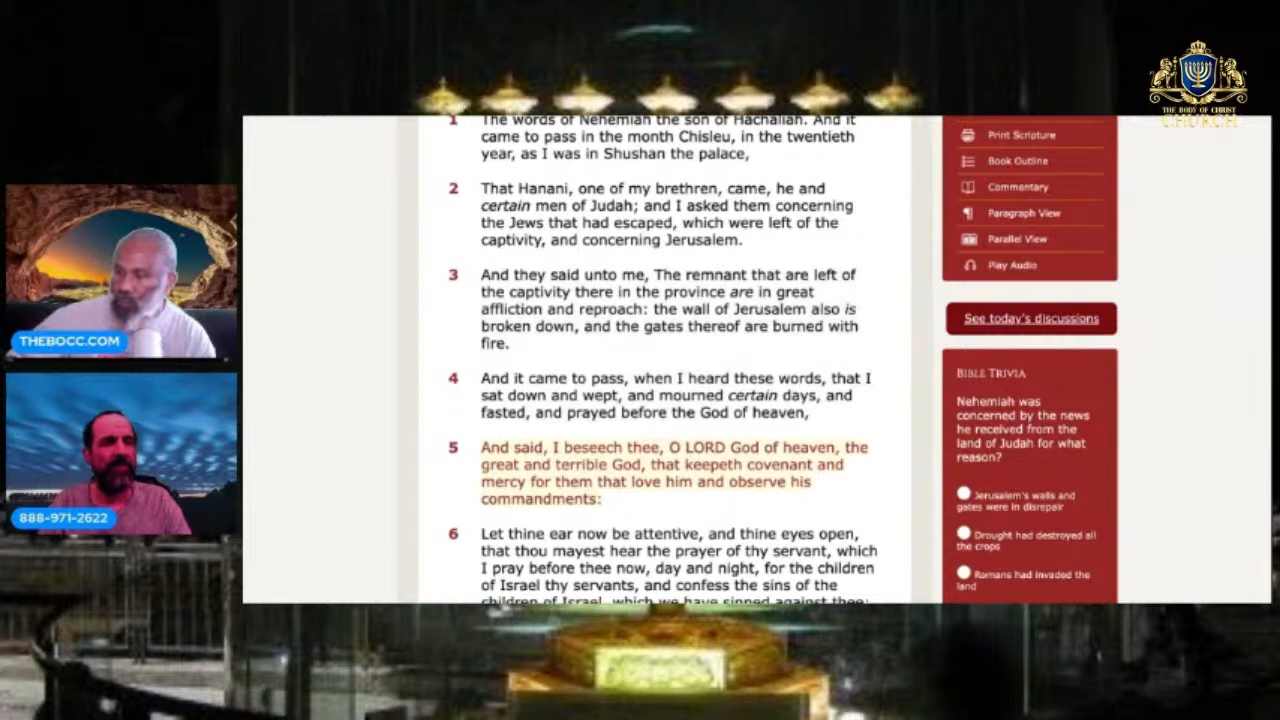 THE BODY OF CHRIST
CHURCH
1 The words of Nehemiah the son of Hachaliah. And it
came to pass in the month Chisleu, in the twentieth
year, as I was in Shushan the palace,
2 That Hanani, one of my brethren, came, he and
certain men of Judah; and I asked them concerning
the Jews that had escaped, which were left of the
captivity, and concerning Jerusalem.
3 And they said unto me, The remnant that are left of
the captivity there in the province are in great
affliction and reproach: the wall of Jerusalem also is
broken down, and the gates thereof are burned with
fire.
4 And it came to pass, when I heard these words, that I
sat down and wept, and mourned certain days, and
fasted, and prayed before the God of heaven,
5 And said, I beseech thee, O LORD God of heaven, the
great and terrible God, that keepeth covenant and
mercy for them that love him and observe his
commandments:
6 Let thine ear now be attentive, and thine eyes open,
that thou mayest hear the prayer of thy servant, which
I pray before thee now, day and night, for the children
of Israel thy servants, and confess the sins of the
children of Israel, which we have sinned against thee:
Print Scripture
Book Outline
Commentary
Paragraph View
Parallel View
Play Audio
See today's discussions
BIBLE TRIVIA
Nehemiah was
concerned by the news
he received from the
land of Judah for what
reason?
Jerusalem's walls and
gates were in disrepair
Drought had destroyed all
the crops
Romans had invaded the
land
THEBOCC.COM
888-971-2622